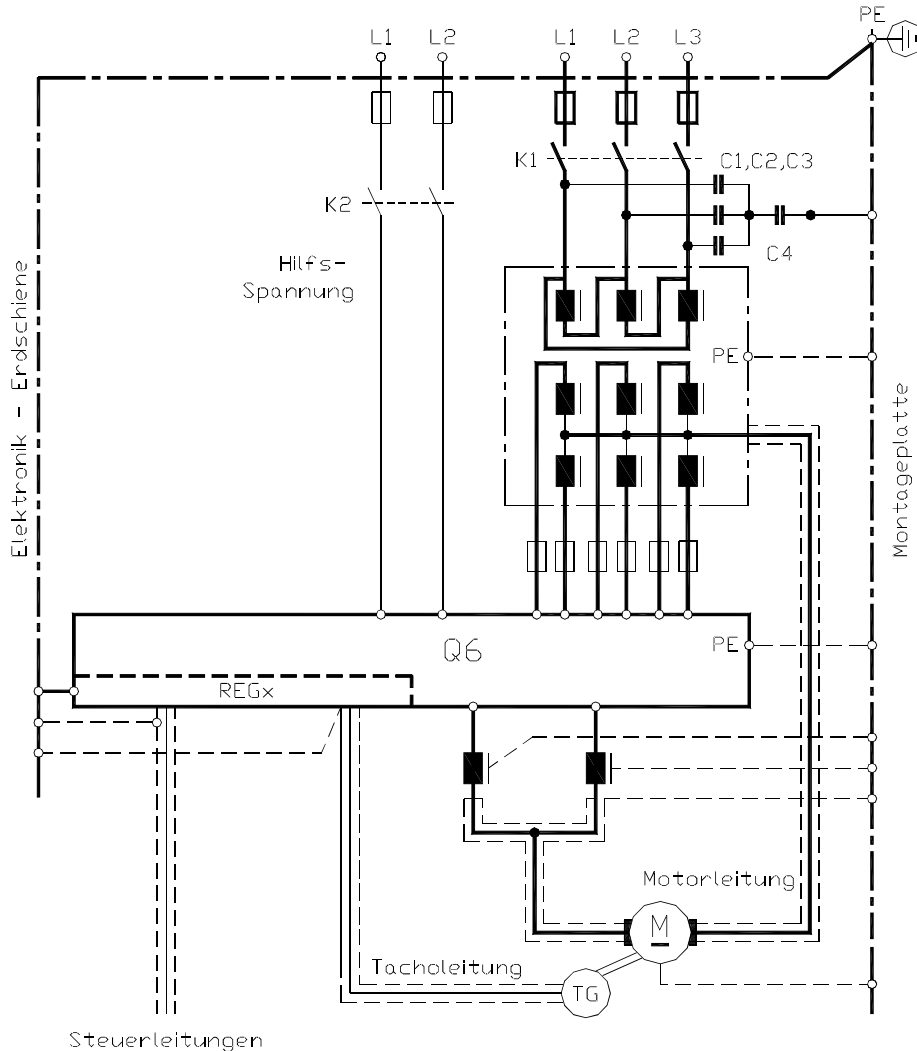 PE
L1
L2
L1
L2
L3
K1
C1,C2,C3
K2
C4
Hilfs-
Spannung
Elektronik - Erdschiene
PE
Montageplatte
Q6
PE
REGx
Motorleitung
M
Tacholeitung
TG
Steuerleitungen